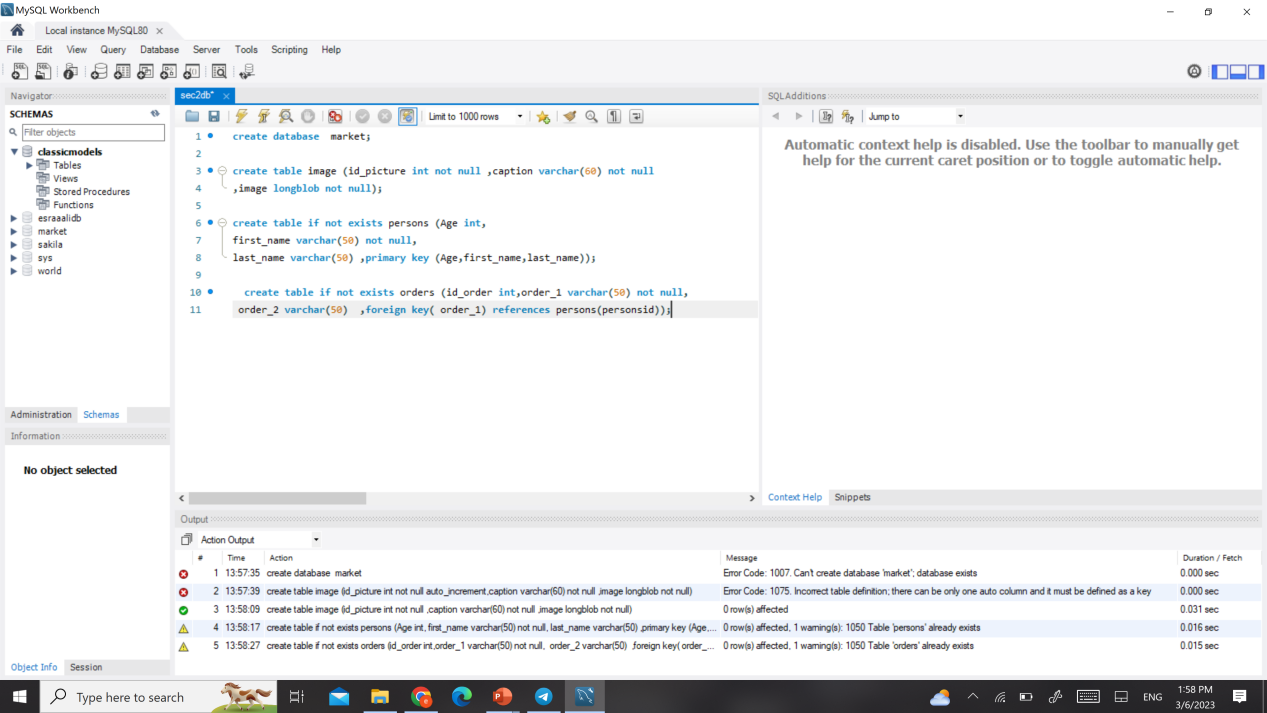 MySQL Workbench
Local instance MySQL80
File Edit View Query Database Server Tools Scripting Help
Navigator
SCHEMAS
Filter objects
classicmodels
Tables
Views
Stored Procedures
Functions
esraaalidb
market
sakila
sys
world
Administration Schemas
Information
No object selected
Object Info Session
sec2db*
Limit to 1000 rows
1 create database  market;
2
3 create table image (id_picture int not null ,caption varchar(60) not null
4 ,image longblob not null);
5
6 create table if not exists persons (Age int,
7 first_name varchar(50) not null,
8 last_name varchar(50) ,primary key (Age,first_name,last_name));
9
10 create table if not exists orders (id_order int,order_1 varchar(50) not null,
11 order_2 varchar(50)  ,foreign key( order_1) references persons(personsid));
SQLAdditions
Jump to
Automatic context help is disabled. Use the toolbar to manually get
help for the current caret position or to toggle automatic help.
Context Help Snippets
Output
Action Output
# Time Action Message Duration / Fetch
1 13:57:35 create database  market Error Code: 1007. Can't create database 'market'; database exists 0.000 sec
2 13:57:39 create table image (id_picture int not null auto_increment,caption varchar(60) not null ,image longblob not null) Error Code: 1075. Incorrect table definition; there can be only one auto column and it must be defined as a key 0.000 sec
3 13:58:09 create table image (id_picture int not null ,caption varchar(60) not null ,image longblob not null) 0 row(s) affected 0.031 sec
4 13:58:17 create table if not exists persons (Age int, first_name varchar(50) not null, last_name varchar(50) ,primary key (Age,... 0 row(s) affected, 1 warning(s): 1050 Table 'persons' already exists 0.016 sec
5 13:58:27 create table if not exists orders (id_order int,order_1 varchar(50) not null,  order_2 varchar(50)  ,foreign key( order_... 0 row(s) affected, 1 warning(s): 1050 Table 'orders' already exists 0.015 sec
Type here to search
ENG
1:58 PM
3/6/2023